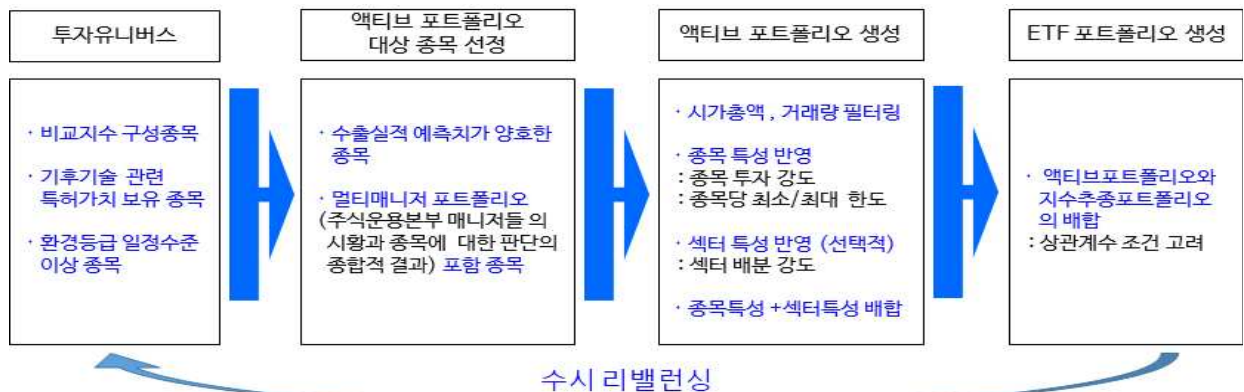 투자유니버스
· 비교지수 구성종목
· 기후기술 관련
특허가치 보유 종목
· 환경등급 일정수준
이상 종목
액티브 포트폴리오
대상 종목 선정
· 수출실적 예측치가 양호한
종목
· 멀티매니저 포트폴리오
(주식운용본부 매니저들 의
시황과 종목에 대한 판단의
종합적 결과) 포함 종목
액티브 포트폴리오 생성
· 시가총액 , 거래량 필터링
· 종목 특성 반영
: 종목 투자 강도
: 종목당 최소/최대 한도
· 섹터 특성 반영 (선택적)
: 섹터 배분 강도
· 종목특성 +섹터특성 배합
ETF 포트폴리오 생성
· 액티브포트폴리오와
지수추종포트폴리오
의 배합
: 상관계수 조건 고려
수시 리밸런싱